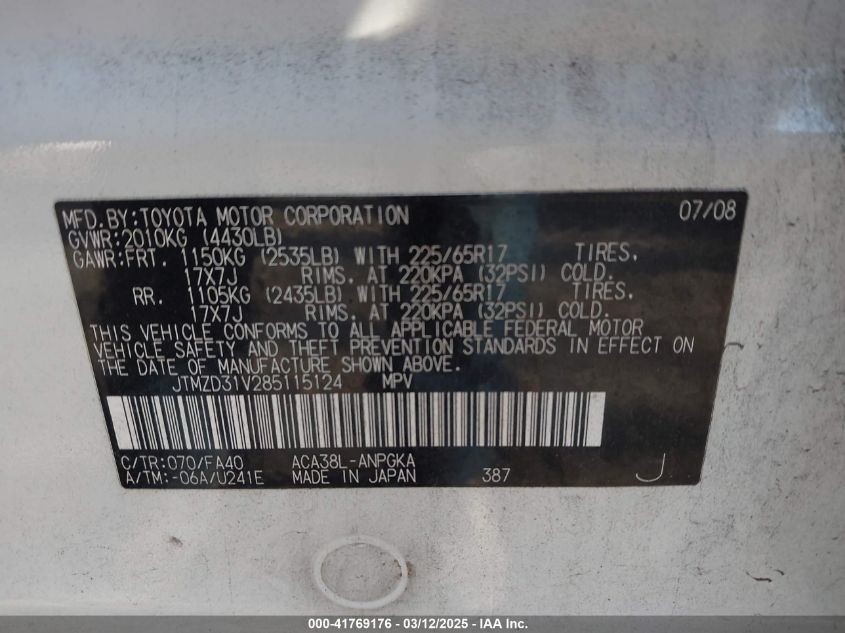 MFD.BY:TOYOTA MOTOR CORPORATION 07/08
GVWR:2010KG (4430LB)
GAWR:FRT. 1150KG (2535LB) WITH 225/65R17 TIRES,
17X7J RIMS. AT 220KPA (32PSI) COLD.
RR. 1105KG (2435LB) WITH 225/65R17 TIRES,
17X7J RIMS. AT 220KPA (32PSI) COLD.
THIS VEHICLE CONFORMS TO ALL APPLICABLE FEDERAL MOTOR
VEHICLE SAFETY AND THEFT PREVENTION STANDARDS IN EFFECT ON
THE DATE OF MANUFACTURE SHOWN ABOVE.
JTMZD31V285115124 MPV
C/TR:070/FA40 ACA38L-ANPGKA
A/TM:-06A/U241E MADE IN JAPAN 387 J
000-41769176 - 03/12/2025 - IAAI Inc.